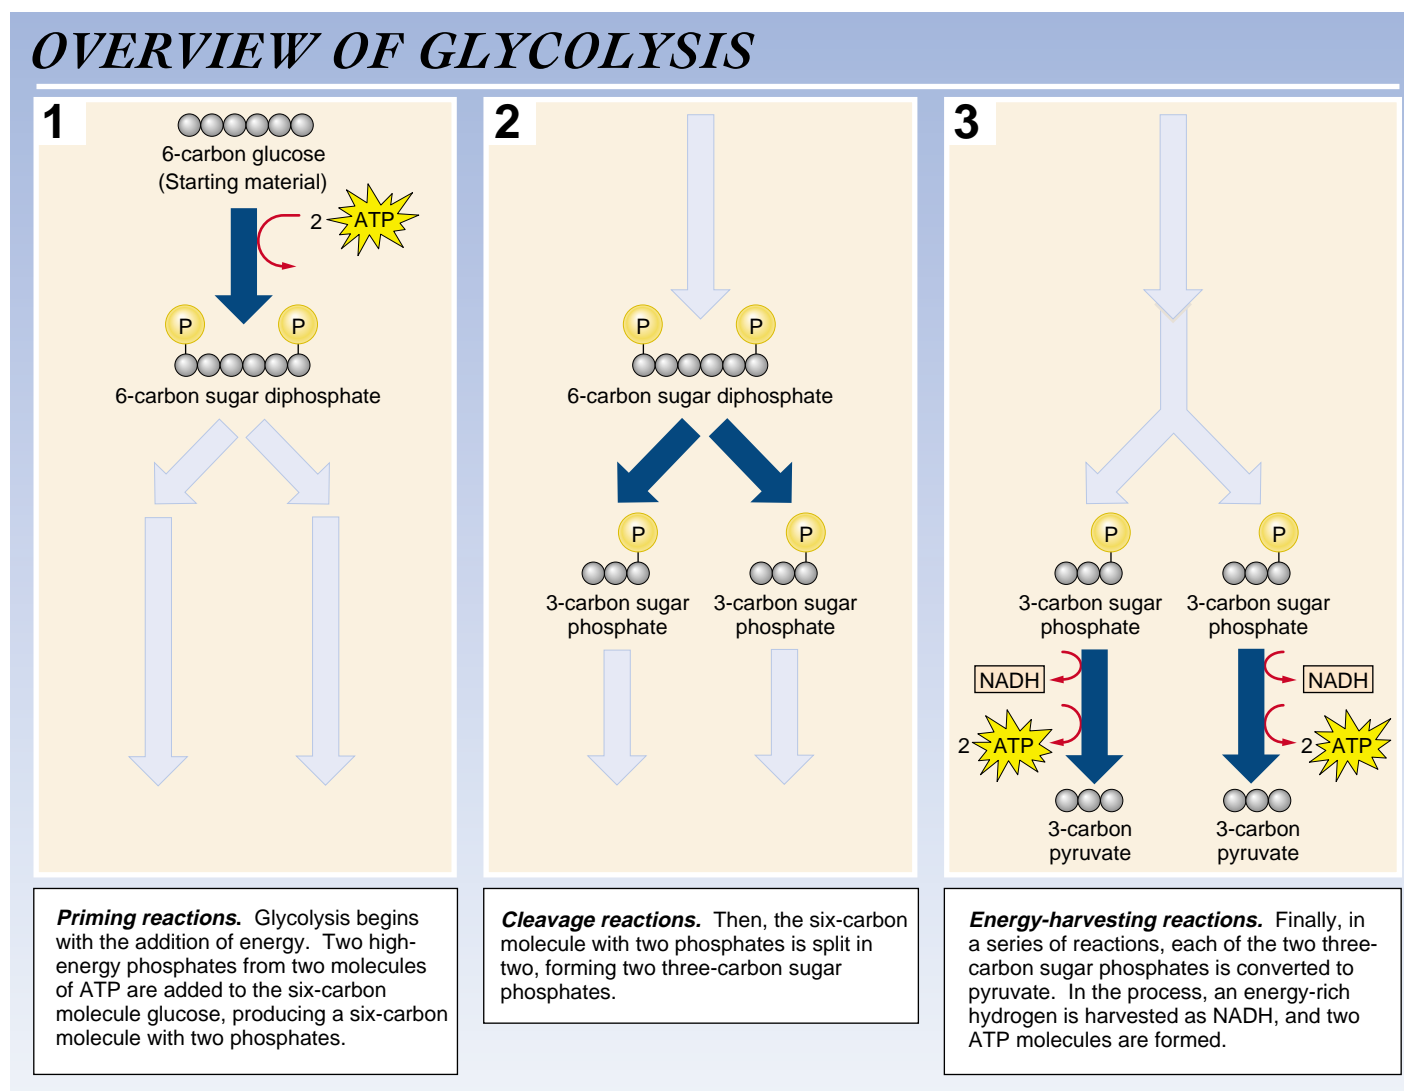 OVERVIEW OF GLYCOLYSIS
1
6-carbon glucose
(Starting material)
2 ATP
P P
6-carbon sugar diphosphate
Priming reactions. Glycolysis begins
with the addition of energy. Two high-
energy phosphates from two molecules
of ATP are added to the six-carbon
molecule glucose, producing a six-carbon
molecule with two phosphates.
2
P P
6-carbon sugar diphosphate
P P
3-carbon sugar
phosphate
3-carbon sugar
phosphate
Cleavage reactions. Then, the six-carbon
molecule with two phosphates is split in
two, forming two three-carbon sugar
phosphates.
3
P P
3-carbon sugar
phosphate
3-carbon sugar
phosphate
NADH NADH
2 ATP 2 ATP
3-carbon
pyruvate
3-carbon
pyruvate
Energy-harvesting reactions. Finally, in
a series of reactions, each of the two three-
carbon sugar phosphates is converted to
pyruvate. In the process, an energy-rich
hydrogen is harvested as NADH, and two
ATP molecules are formed.